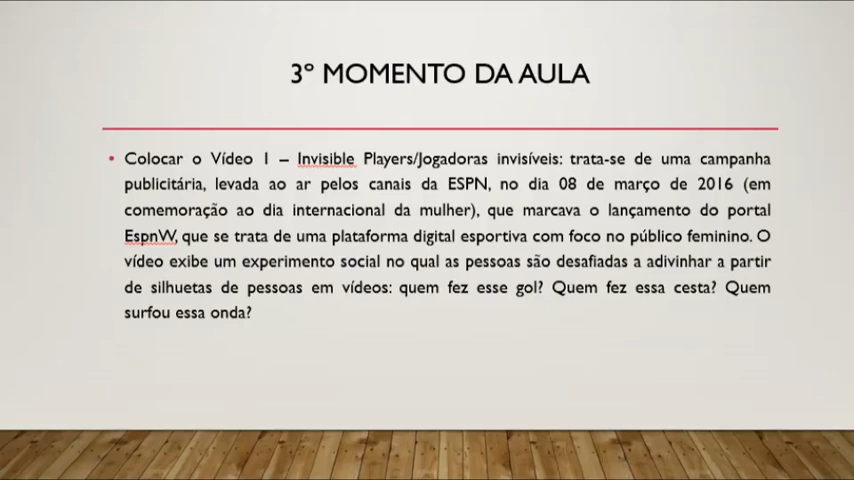 3º MOMENTO DA AULA
• Colocar o Vídeo 1 – Invisible Players/Jogadoras invisíveis: trata-se de uma campanha
publicitária, levada ao ar pelos canais da ESPN, no dia 08 de março de 2016 (em
comemoração ao dia internacional da mulher), que marcava o lançamento do portal
EspnW, que se trata de uma plataforma digital esportiva com foco no público feminino. O
vídeo exibe um experimento social no qual as pessoas são desafiadas a adivinhar a partir
de silhuetas de pessoas em vídeos: quem fez esse gol? Quem fez essa cesta? Quem
surfou essa onda?